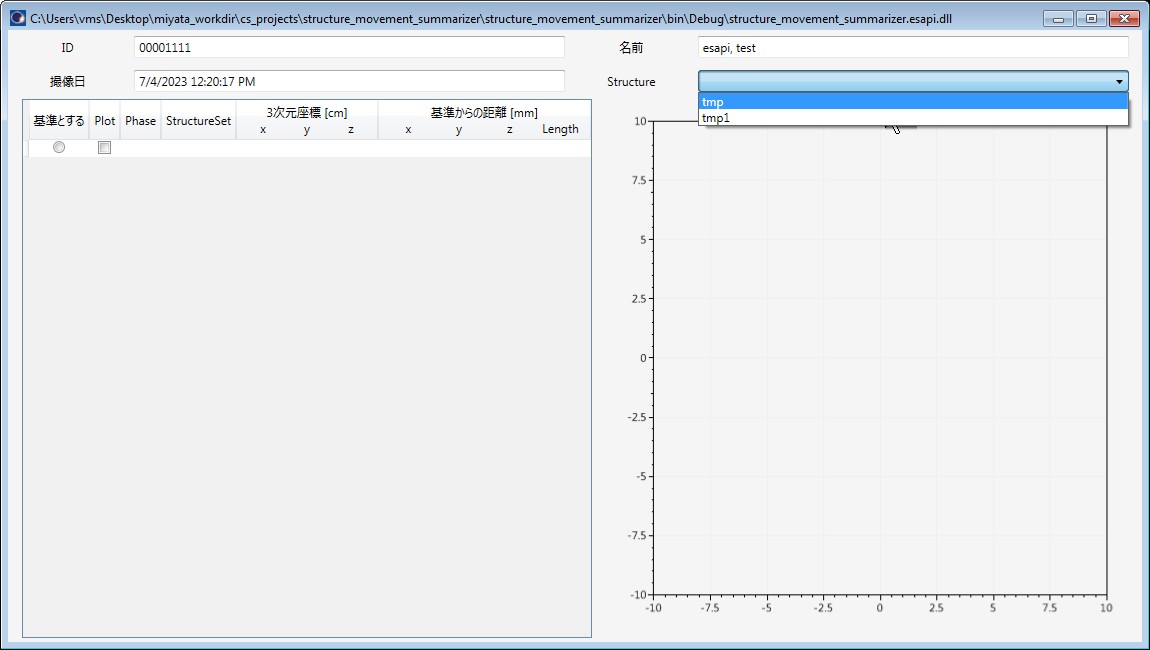 C:\Users\vms\Desktop\miyata_workdir\cs_projects\structure_movement_summarizer\structure_movement_summarizer\bin\Debug\structure_movement_summarizer.esapi.dll
ID 00001111 名前 esapi, test
撮像日 7/4/2023 12:20:17 PM Structure
tmp
tmp1
基準とする Plot Phase StructureSet 3次元座標 [cm] 基準からの距離 [mm]
x y z x y z Length
10
7.5
5
2.5
0
-2.5
-5
-7.5
-10
-10 -7.5 -5 -2.5 0 2.5 5 7.5 10